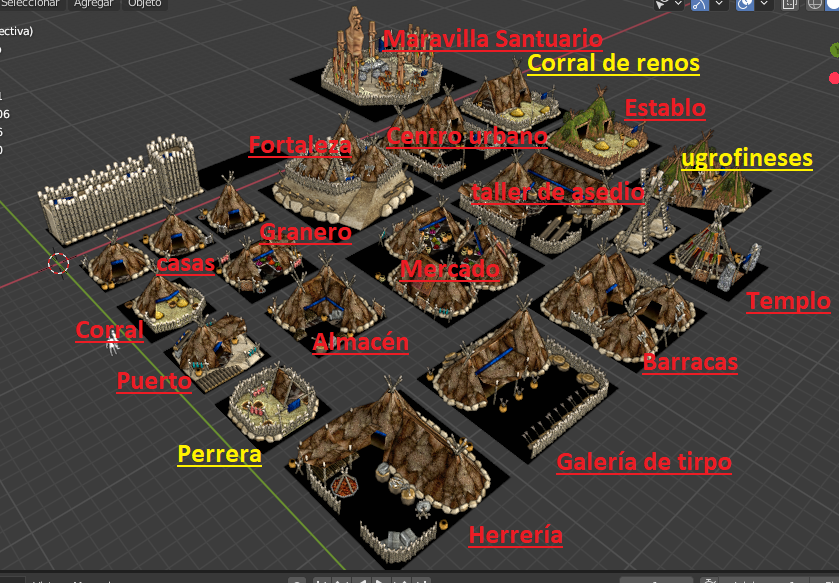 Seleccionar Agregar Objeto
ectiva)
Maravilla Santuario
Corral de renos
Establo
Fortaleza
Centro urbano
ugrofineses
taller de asedio
Granero
casas
Mercado
Templo
Corral
Almacén
Barracas
Puerto
Perrera
Galería de tirpo
Herrería